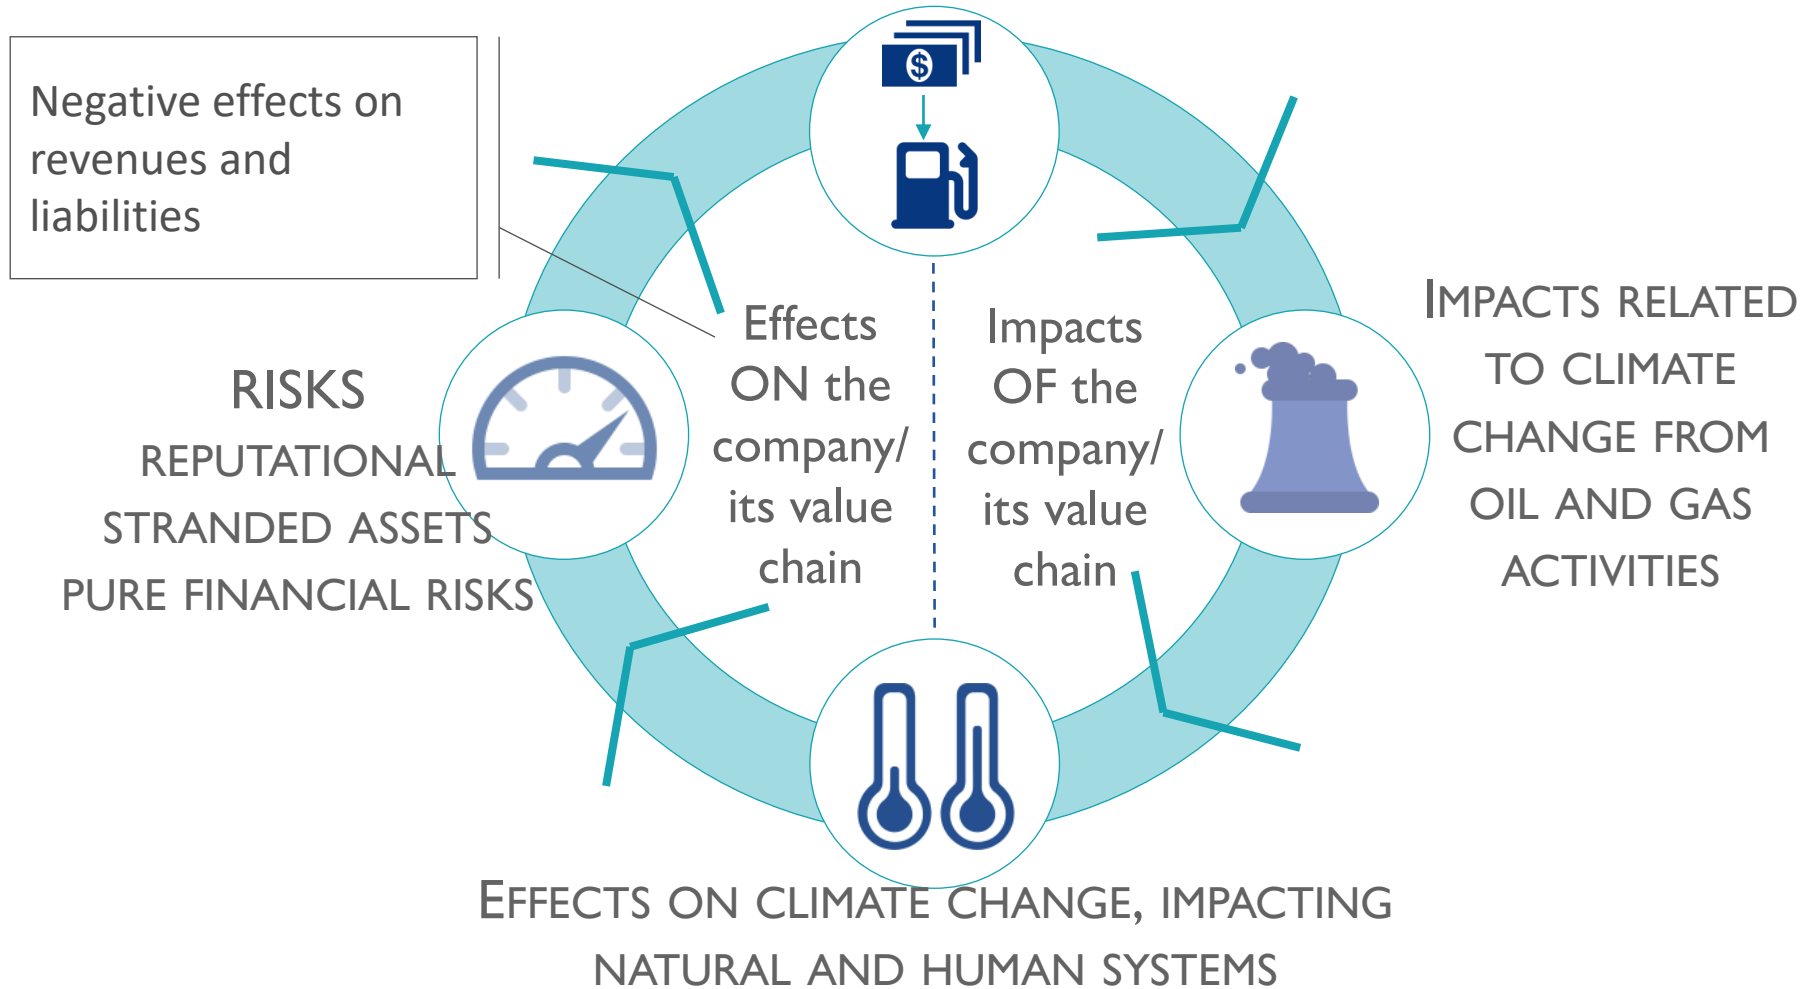 Negative effects on
revenues and
liabilities
$
Effects
ON the
company/
its value
chain
Impacts
OF the
company/
its value
chain
RISKS
REPUTATIONAL
STRANDED ASSETS
PURE FINANCIAL RISKS
IMPACTS RELATED
TO CLIMATE
CHANGE FROM
OIL AND GAS
ACTIVITIES
EFFECTS ON CLIMATE CHANGE, IMPACTING
NATURAL AND HUMAN SYSTEMS